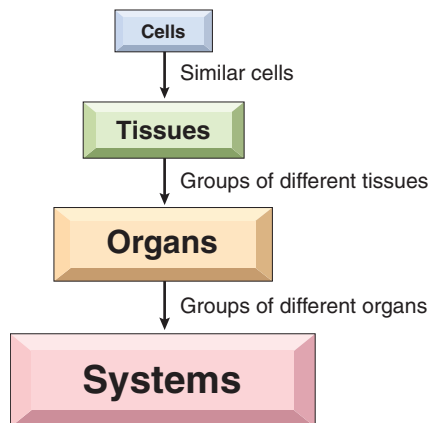 Cells
Similar cells
Tissues
Groups of different tissues
Organs
Groups of different organs
Systems